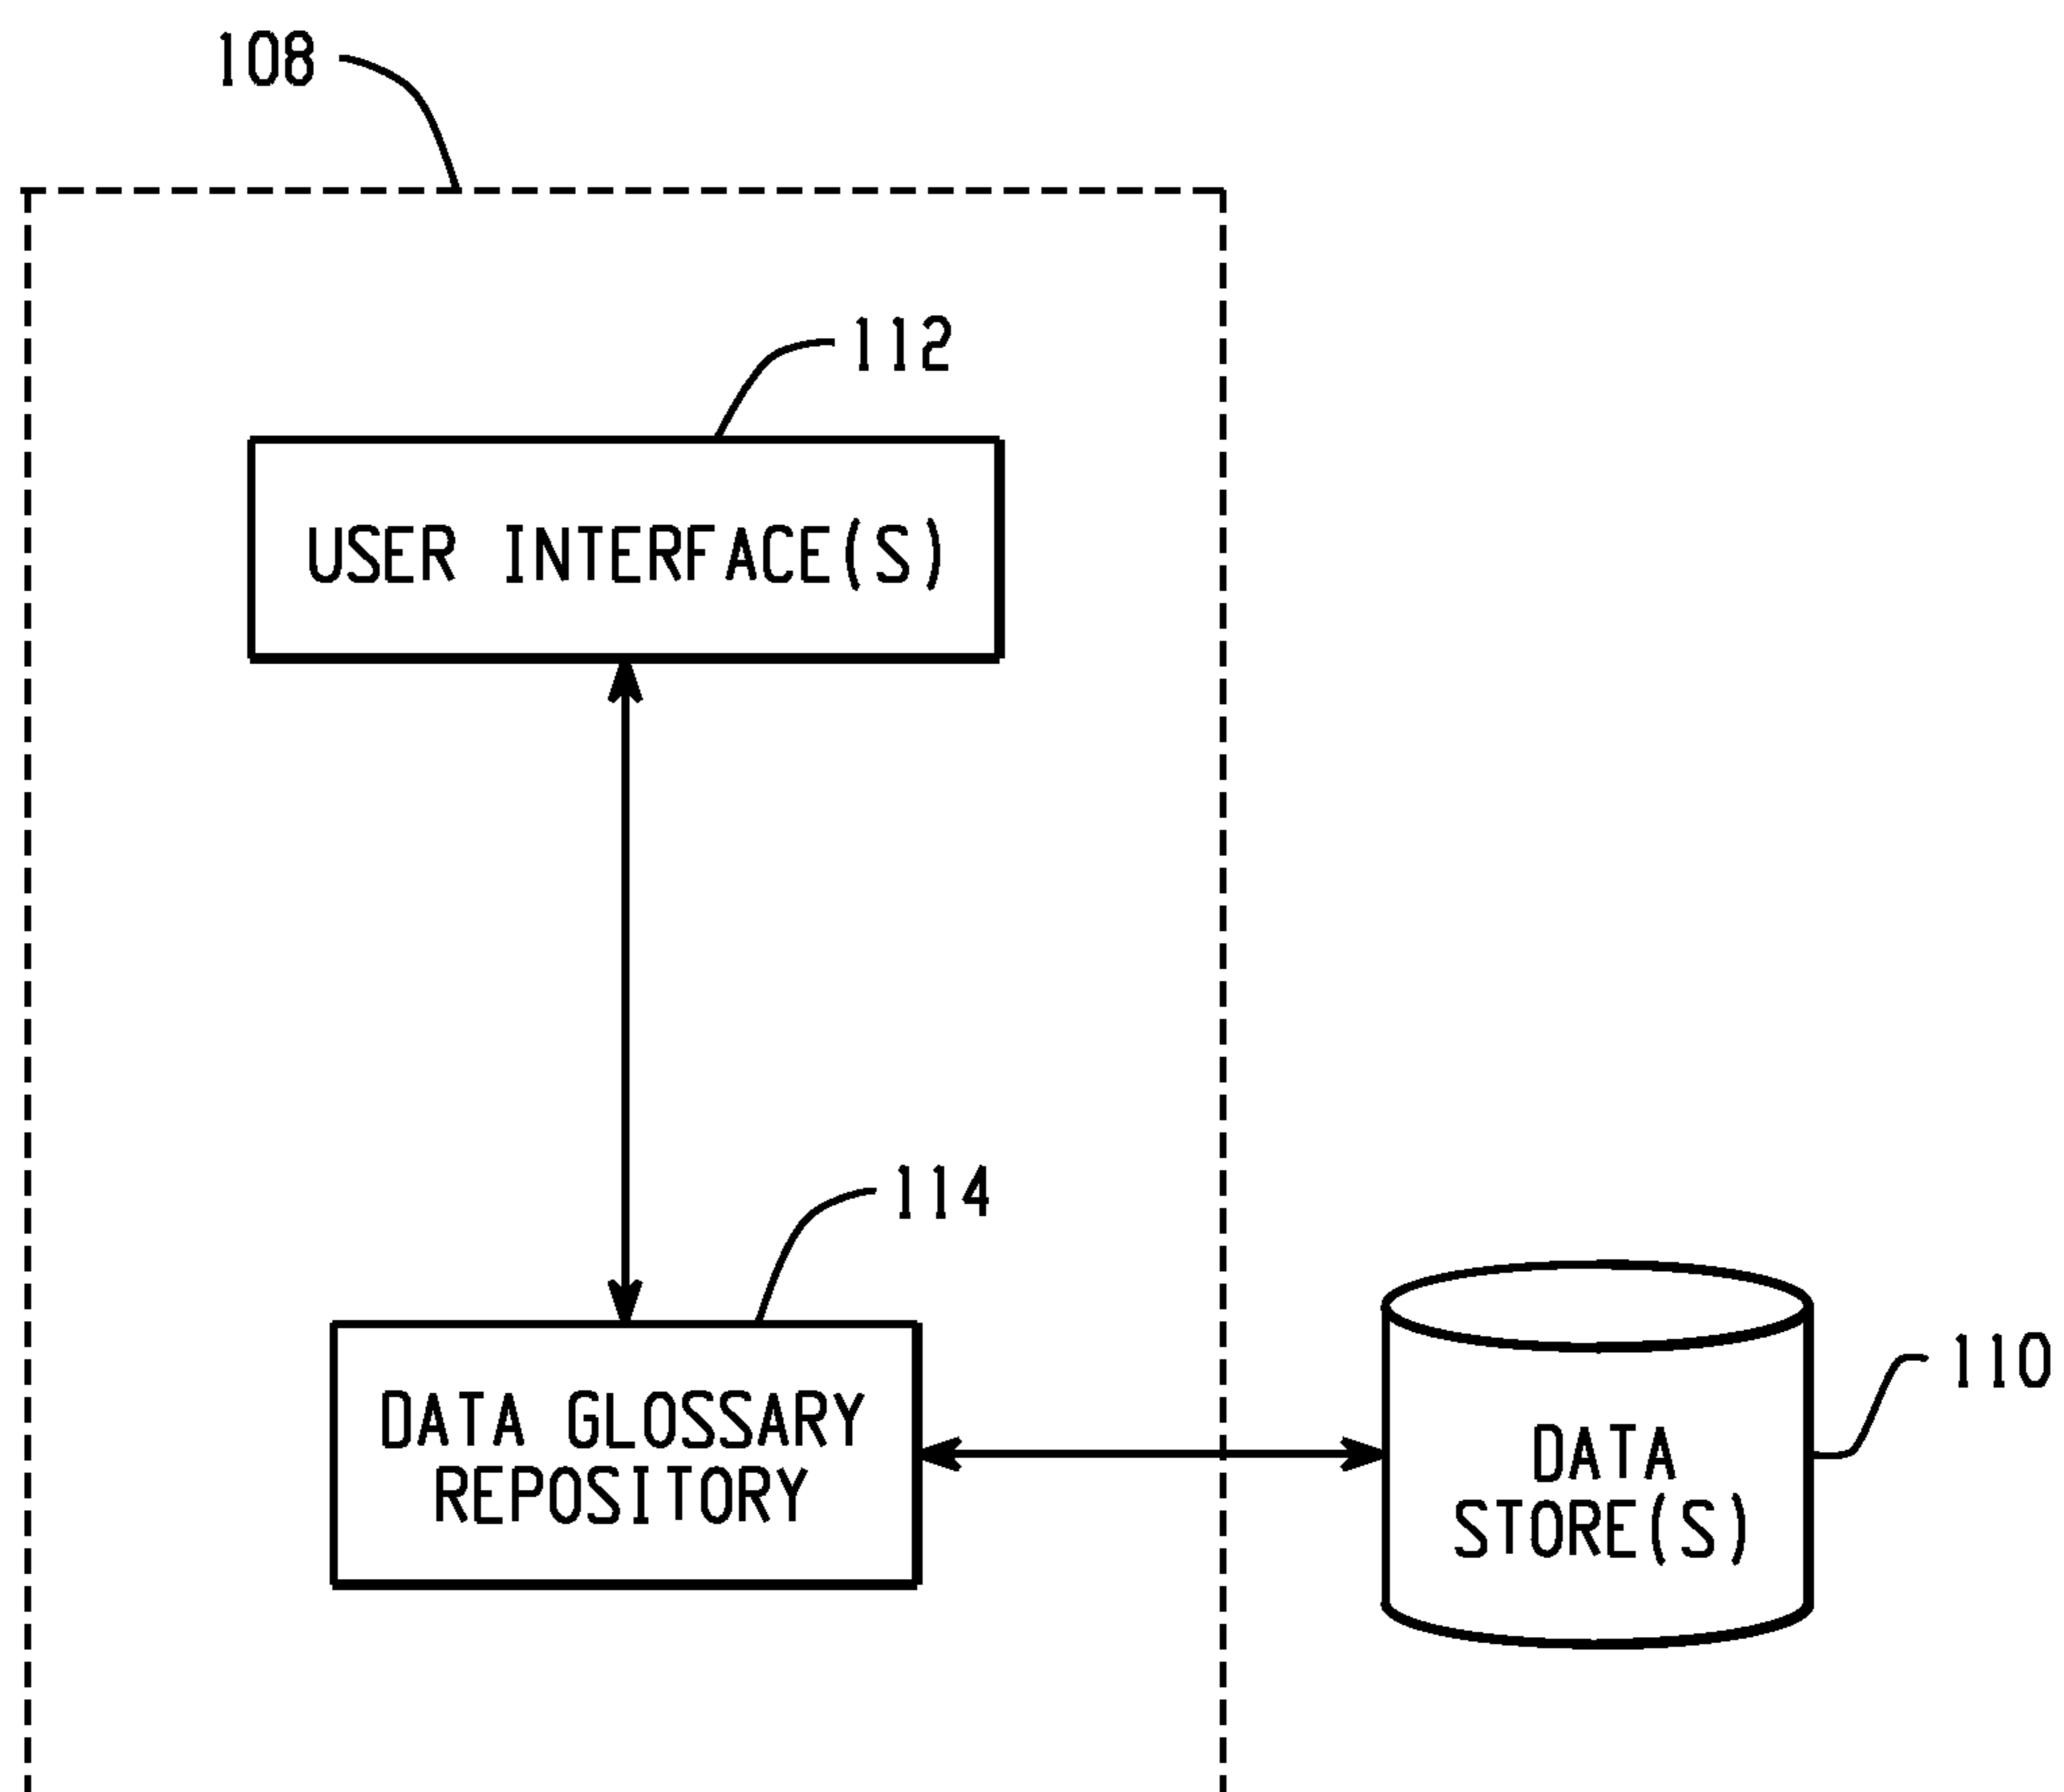 108
112
USER INTERFACE(S)
114
DATA GLOSSARY
REPOSITORY
110
DATA
STORE(S)